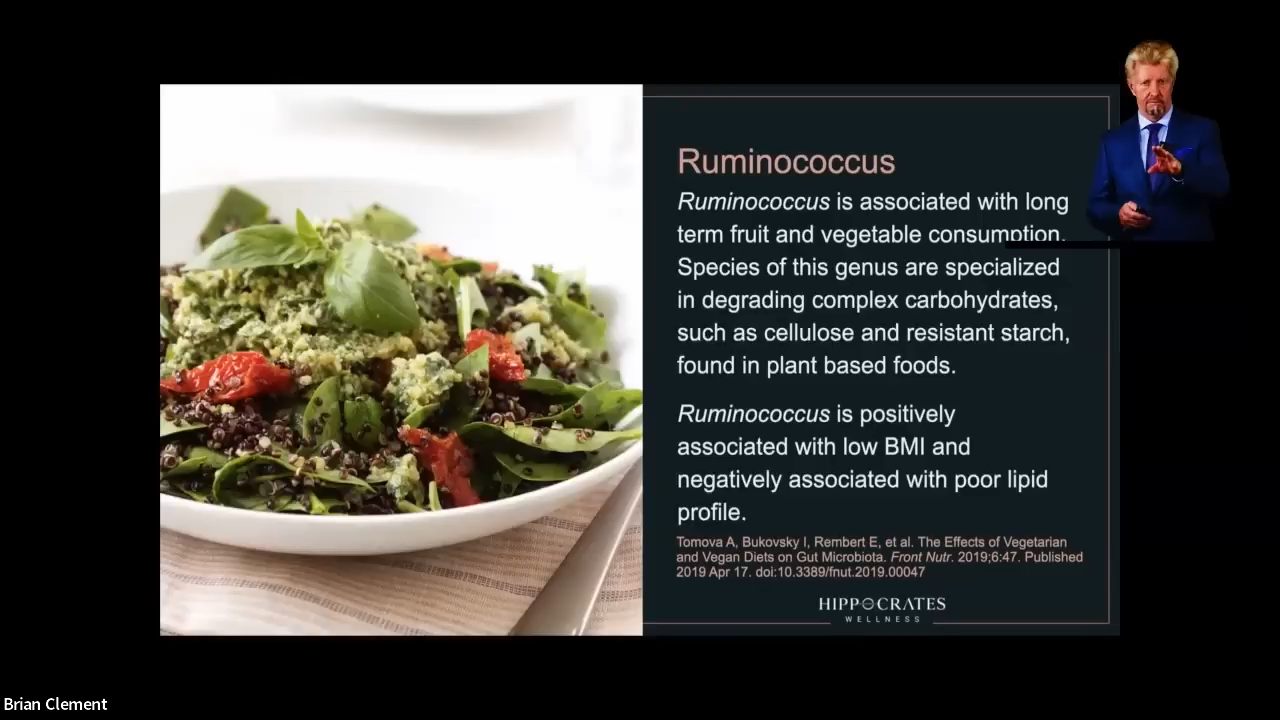 Ruminococcus
Ruminococcus is associated with long
term fruit and vegetable consumption.
Species of this genus are specialized
in degrading complex carbohydrates,
such as cellulose and resistant starch,
found in plant based foods.
Ruminococcus is positively
associated with low BMI and
negatively associated with poor lipid
profile.
Tomova A, Bukovsky I, Rembert E, et al. The Effects of Vegetarian
and Vegan Diets on Gut Microbiota. Front Nutr. 2019;6:47. Published
2019 Apr 17. doi:10.3389/fnut.2019.00047
HIPPOCRATES
WELLNESS
Brian Clement